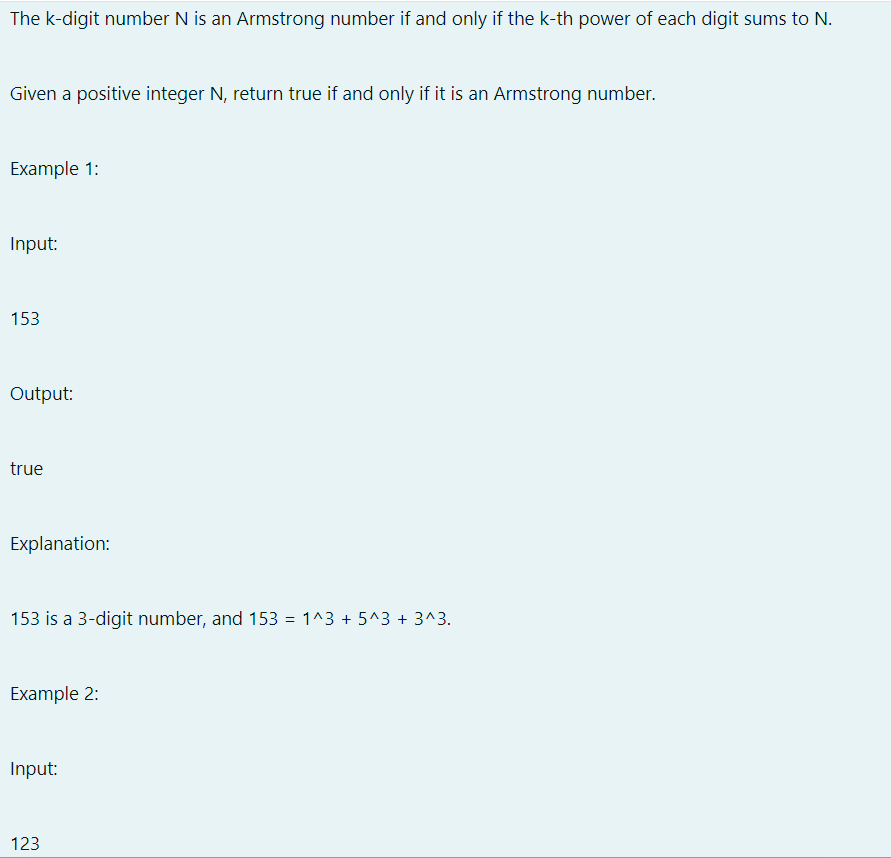 The k-digit number N is an Armstrong number if and only if the k-th power of each digit sums to N.
Given a positive integer N, return true if and only if it is an Armstrong number.
Example 1:
Input:
153
Output:
true
Explanation:
153 is a 3-digit number, and 153 = 1^3 + 5^3 + 3^3.
Example 2:
Input:
123